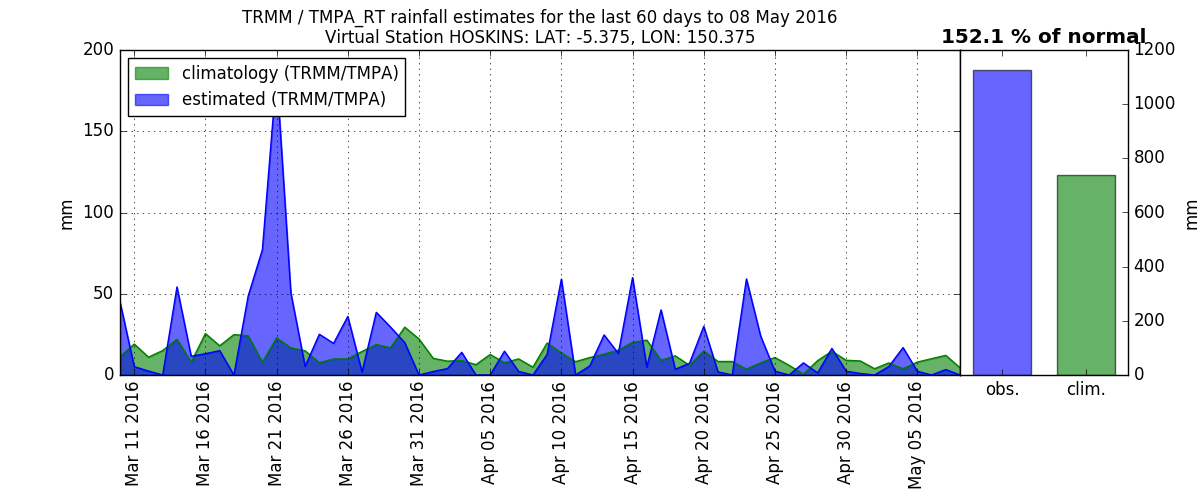 TRMM / TMPA_RT rainfall estimates for the last 60 days to 08 May 2016
Virtual Station HOSKINS: LAT: -5.375, LON: 150.375
152.1 % of normal
climatology (TRMM/TMPA)
estimated (TRMM/TMPA)
200
150
100
50
0
mm
Mar 11 2016
Mar 16 2016
Mar 21 2016
Mar 26 2016
Mar 31 2016
Apr 05 2016
Apr 10 2016
Apr 15 2016
Apr 20 2016
Apr 25 2016
Apr 30 2016
May 05 2016
1200
1000
800
600
400
200
0
mm
obs.
clim.